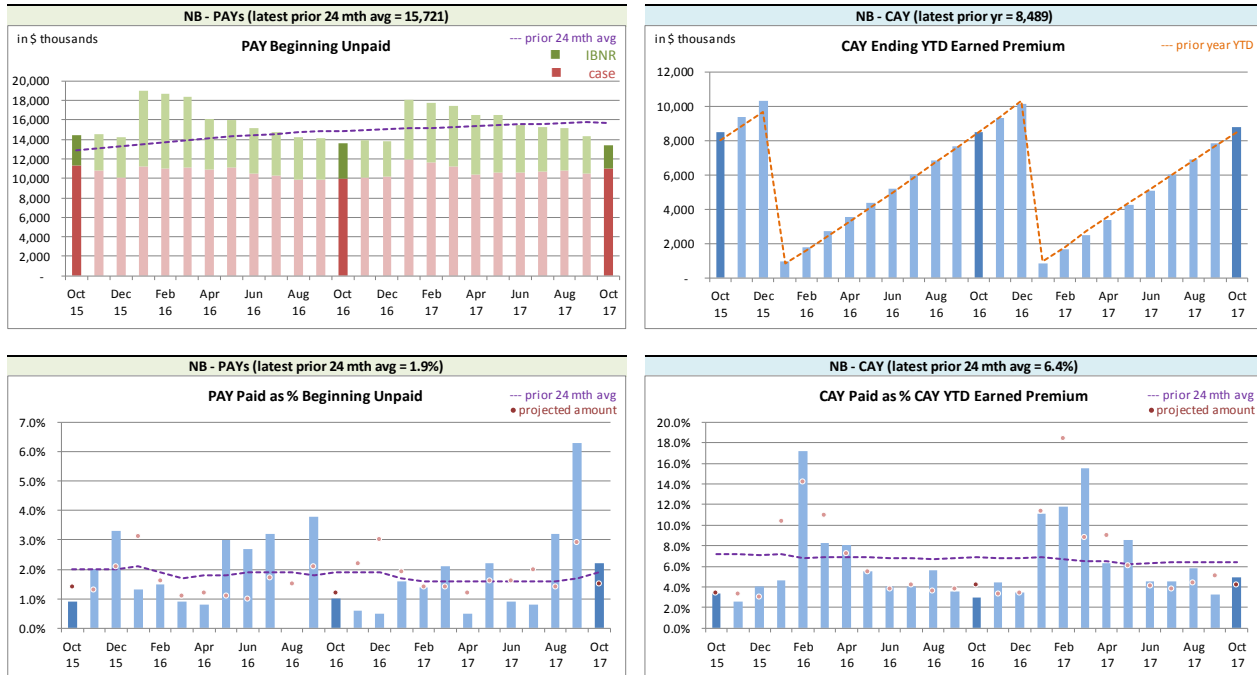 NB - PAYs (latest prior 24 mth avg = 15,721)
in $ thousands
PAY Beginning Unpaid
--- prior 24 mth avg
IBNR
case
20,000
18,000
16,000
14,000
12,000
10,000
8,000
6,000
4,000
2,000
-
Oct Dec Feb Apr Jun Aug Oct Dec Feb Apr Jun Aug Oct
15 15 16 16 16 16 16 16 17 17 17 17 17
NB - CAY (latest prior yr = 8,489)
in $ thousands
CAY Ending YTD Earned Premium
--- prior year YTD
12,000
10,000
8,000
6,000
4,000
2,000
-
Oct Dec Feb Apr Jun Aug Oct Dec Feb Apr Jun Aug Oct
15 15 16 16 16 16 16 16 17 17 17 17 17
NB - PAYs (latest prior 24 mth avg = 1.9%)
PAY Paid as % Beginning Unpaid
--- prior 24 mth avg
projected amount
7.0%
6.0%
5.0%
4.0%
3.0%
2.0%
1.0%
0.0%
Oct Dec Feb Apr Jun Aug Oct Dec Feb Apr Jun Aug Oct
15 15 16 16 16 16 16 16 17 17 17 17 17
NB - CAY (latest prior 24 mth avg = 6.4%)
CAY Paid as % CAY YTD Earned Premium
--- prior 24 mth avg
projected amount
20.0%
18.0%
16.0%
14.0%
12.0%
10.0%
8.0%
6.0%
4.0%
2.0%
0.0%
Oct Dec Feb Apr Jun Aug Oct Dec Feb Apr Jun Aug Oct
15 15 16 16 16 16 16 16 17 17 17 17 17